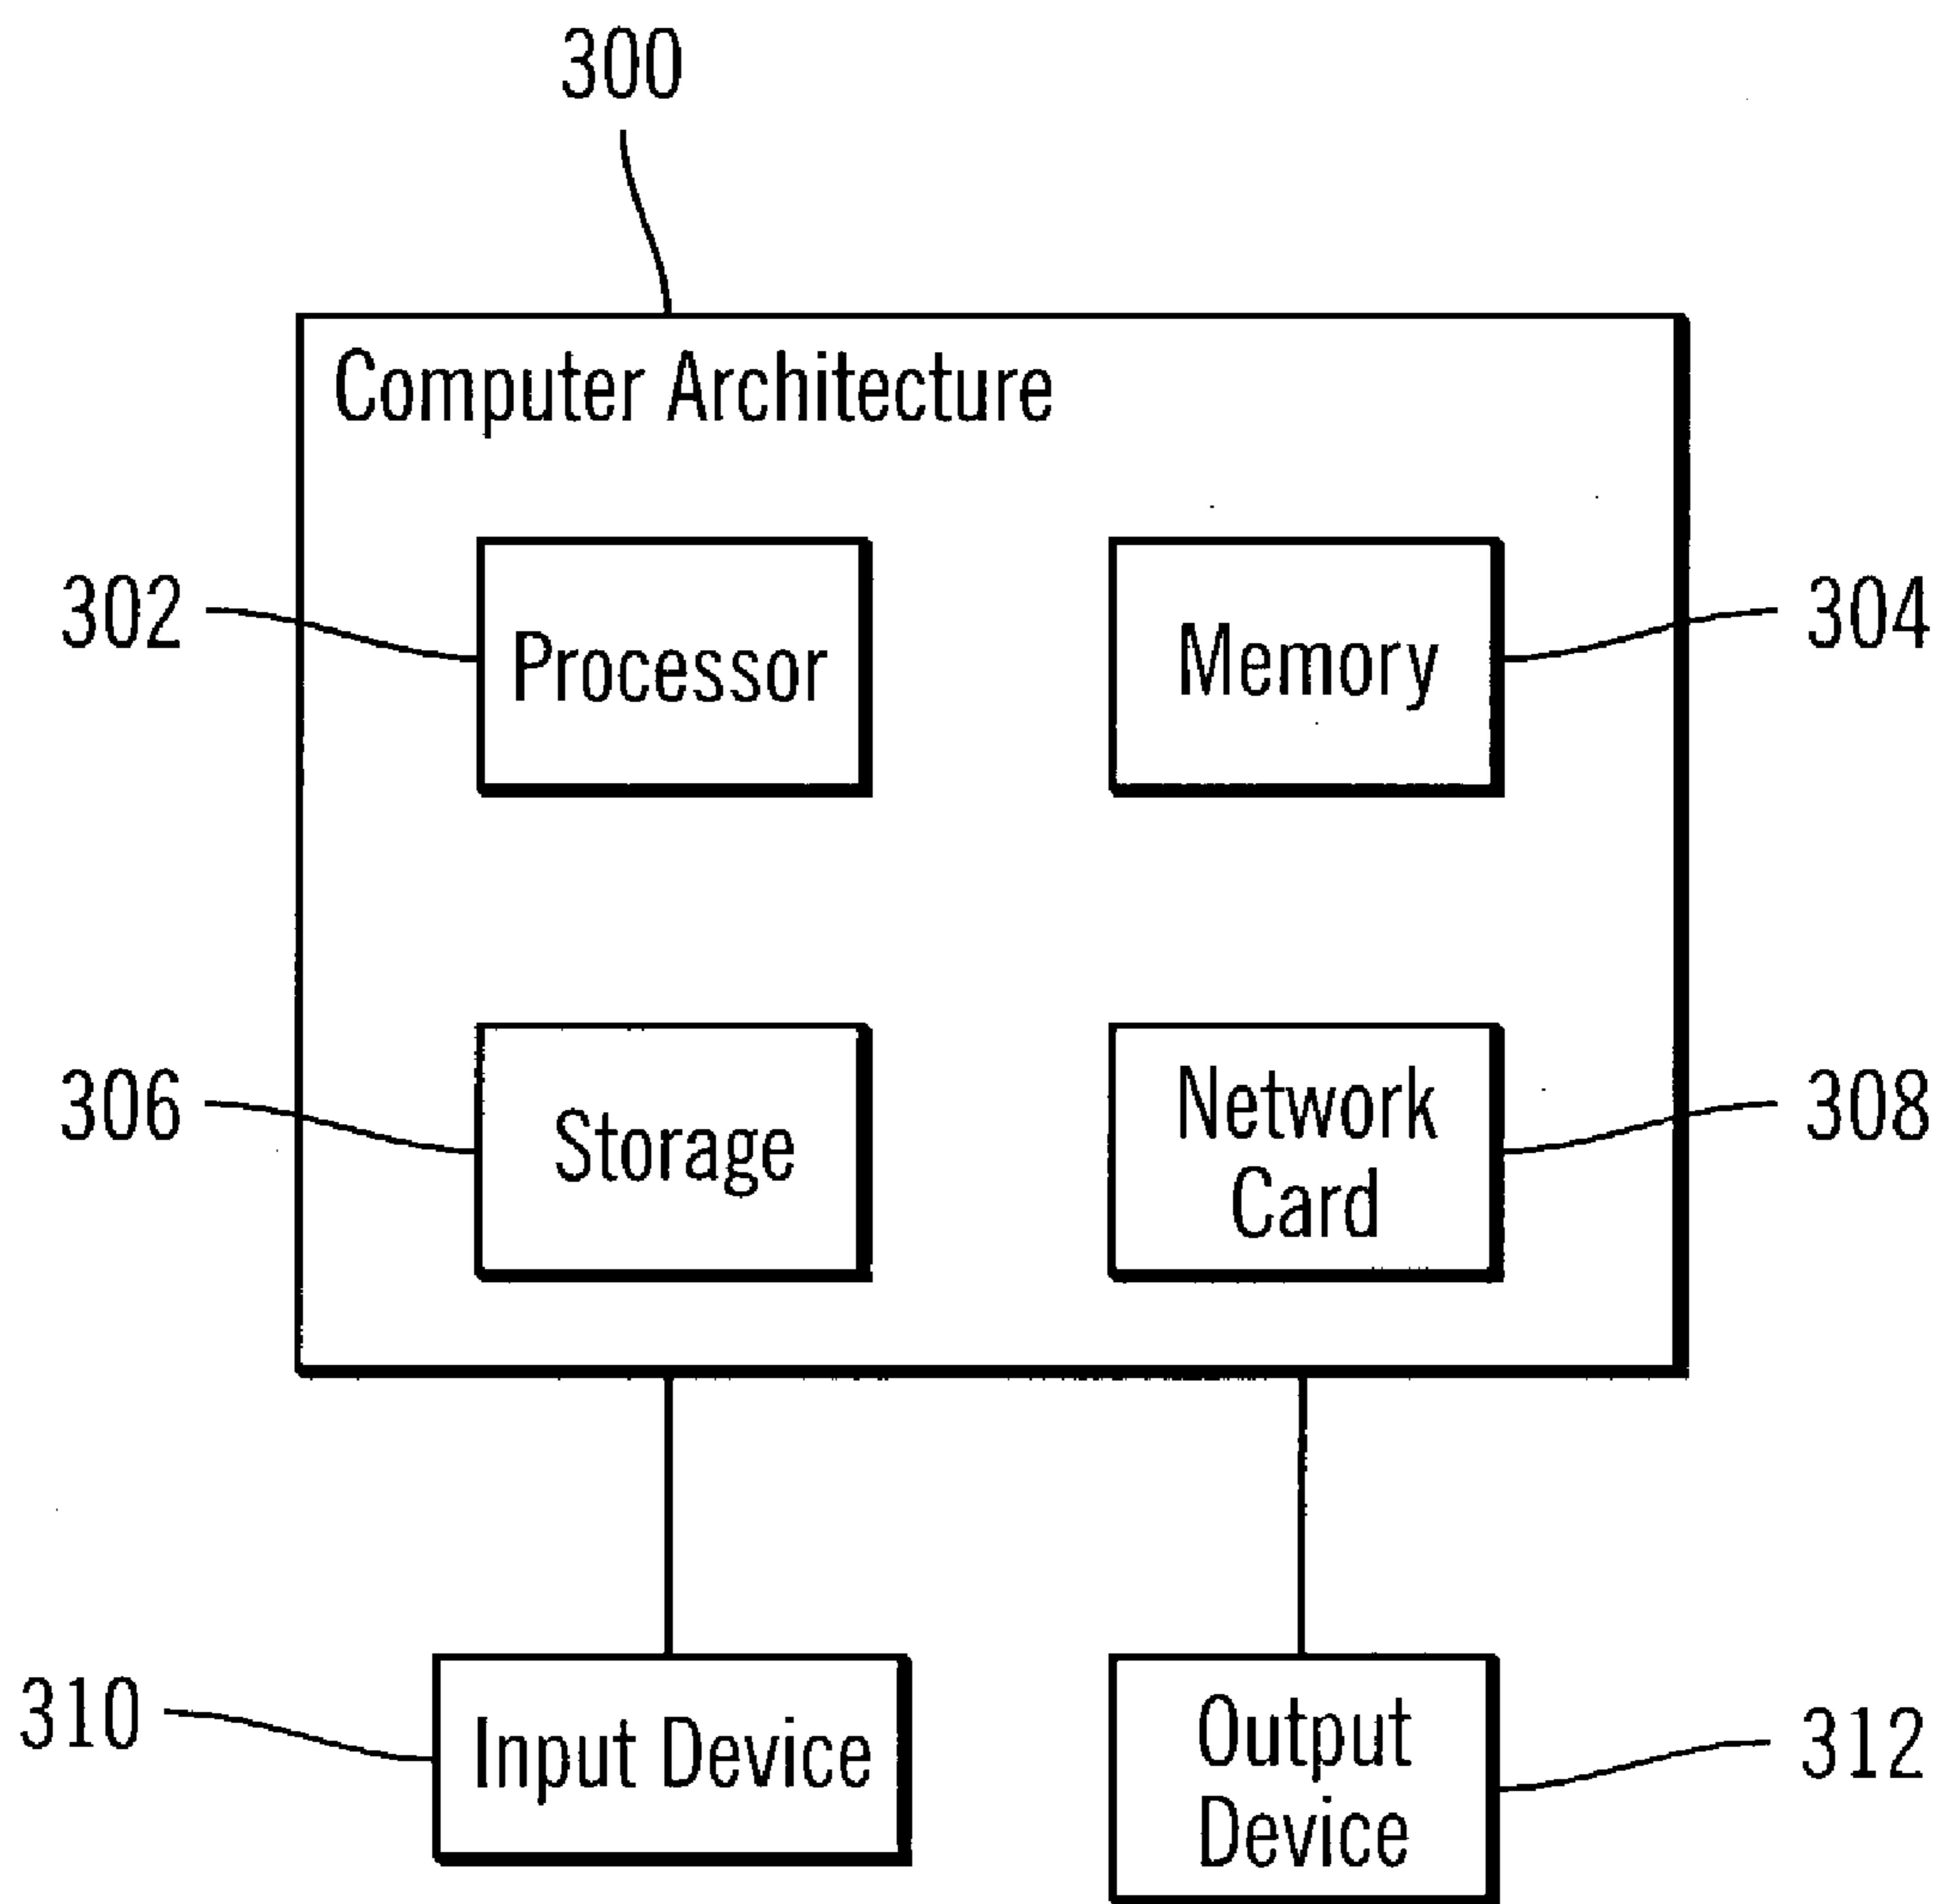 300
Computer Architecture
302
Processor
Memory
304
306
Storage
Network
Card
308
310
Input Device
Output
Device
312